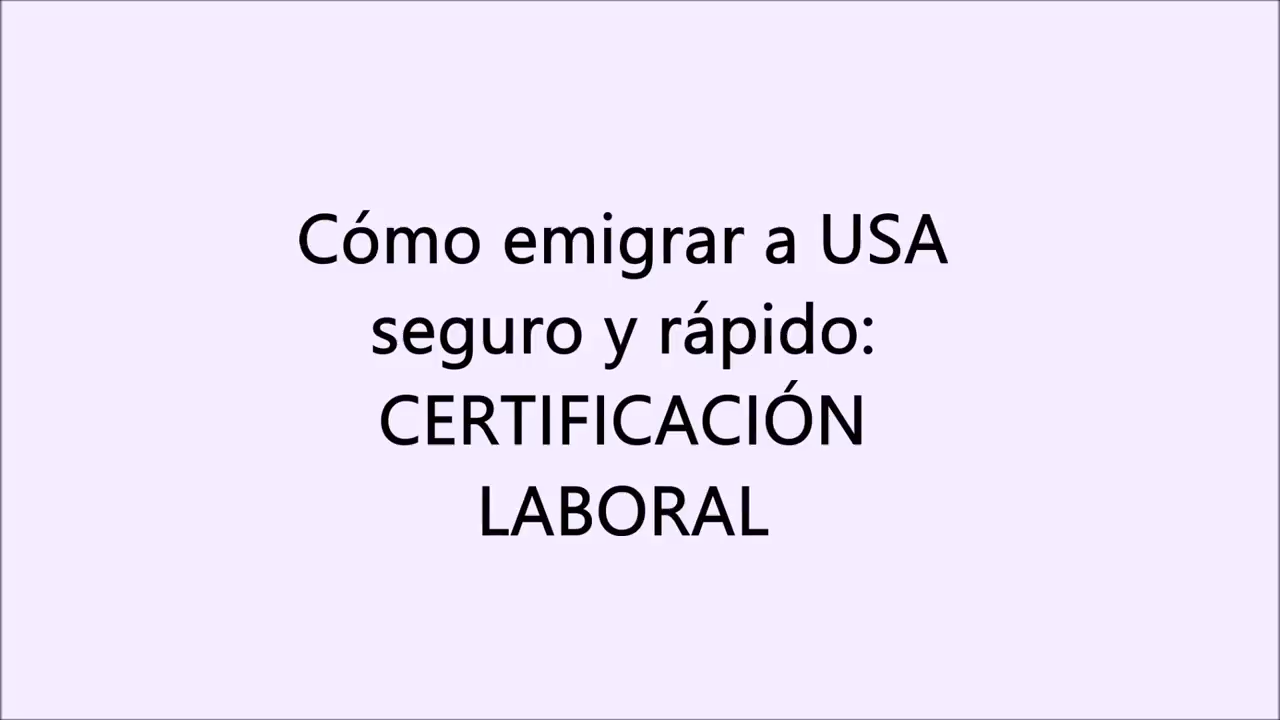 Cómo emigrar a USA
seguro y rápido:
CERTIFICACIÓN
LABORAL